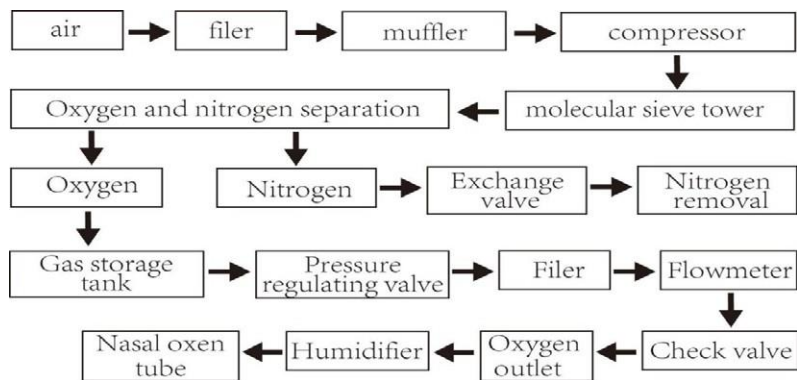 air
filer
muffler
compressor
Oxygen and nitrogen separation
molecular sieve tower
Oxygen
Nitrogen
Exchange
valve
Nitrogen
removal
Gas storage
tank
Pressure
regulating valve
Filer
Flowmeter
Nasal oxen
tube
Humidifier
Oxygen
outlet
Check valve